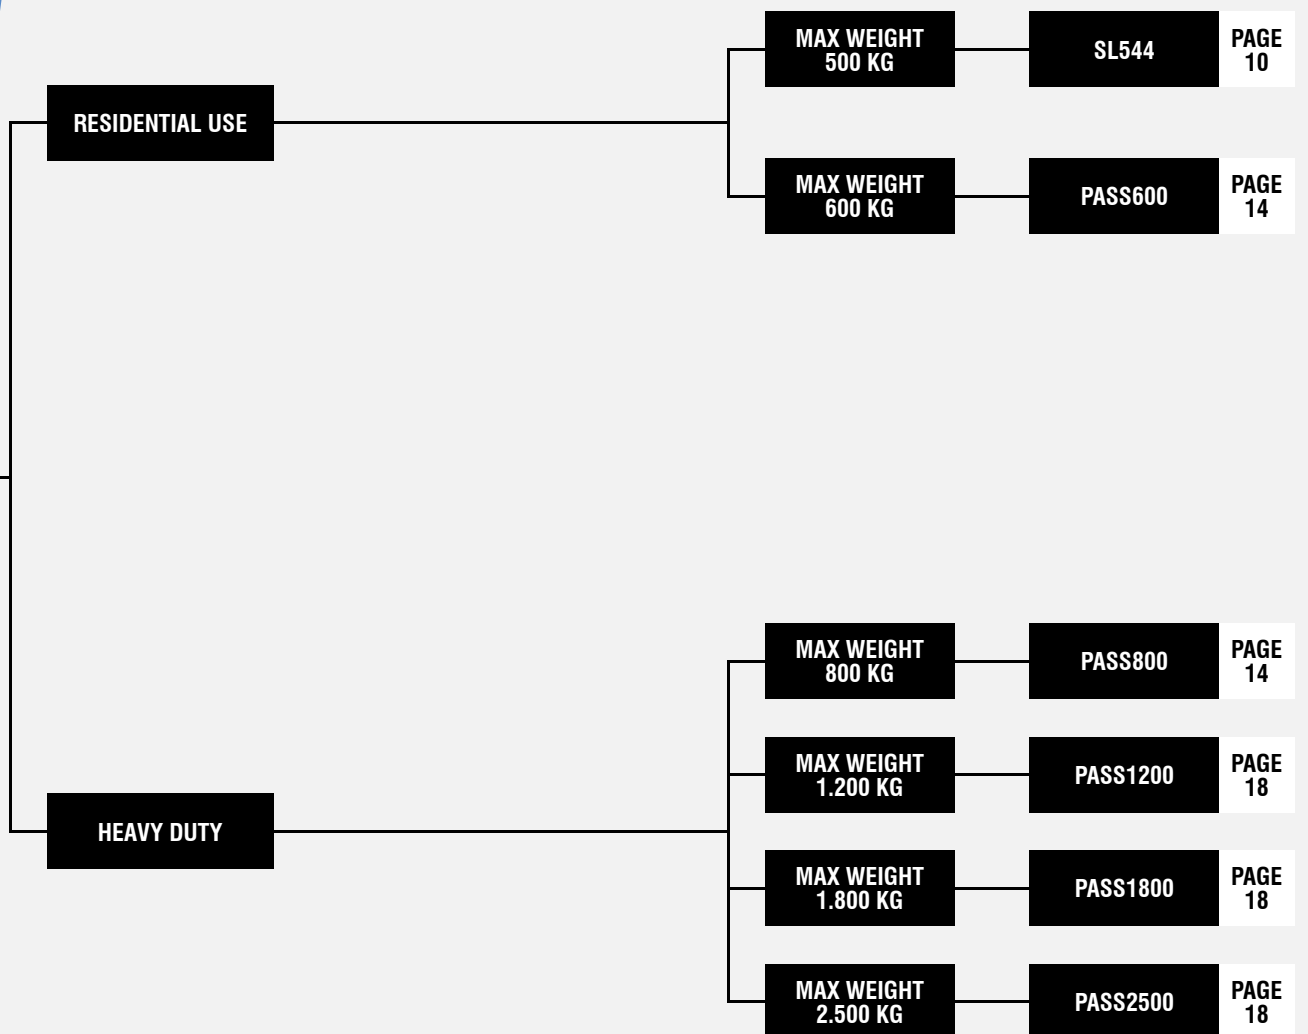 MAX WEIGHT
500 KG
SL544
PAGE
10
RESIDENTIAL USE
MAX WEIGHT
600 KG
PASS600
PAGE
14
MAX WEIGHT
800 KG
PASS800
PAGE
14
MAX WEIGHT
1.200 KG
PASS1200
PAGE
18
HEAVY DUTY
MAX WEIGHT
1.800 KG
PASS1800
PAGE
18
MAX WEIGHT
2.500 KG
PASS2500
PAGE
18